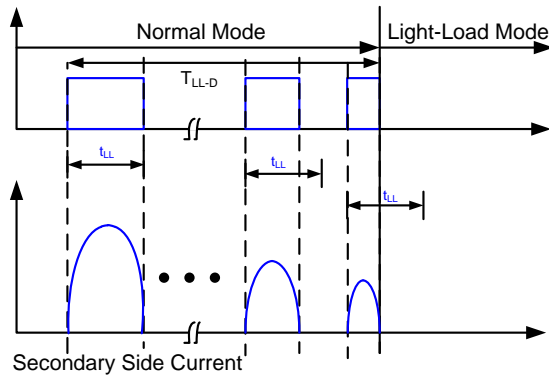 Normal Mode
Light-Load Mode
TLL-D
tLL
tLL
tLL
Secondary Side Current